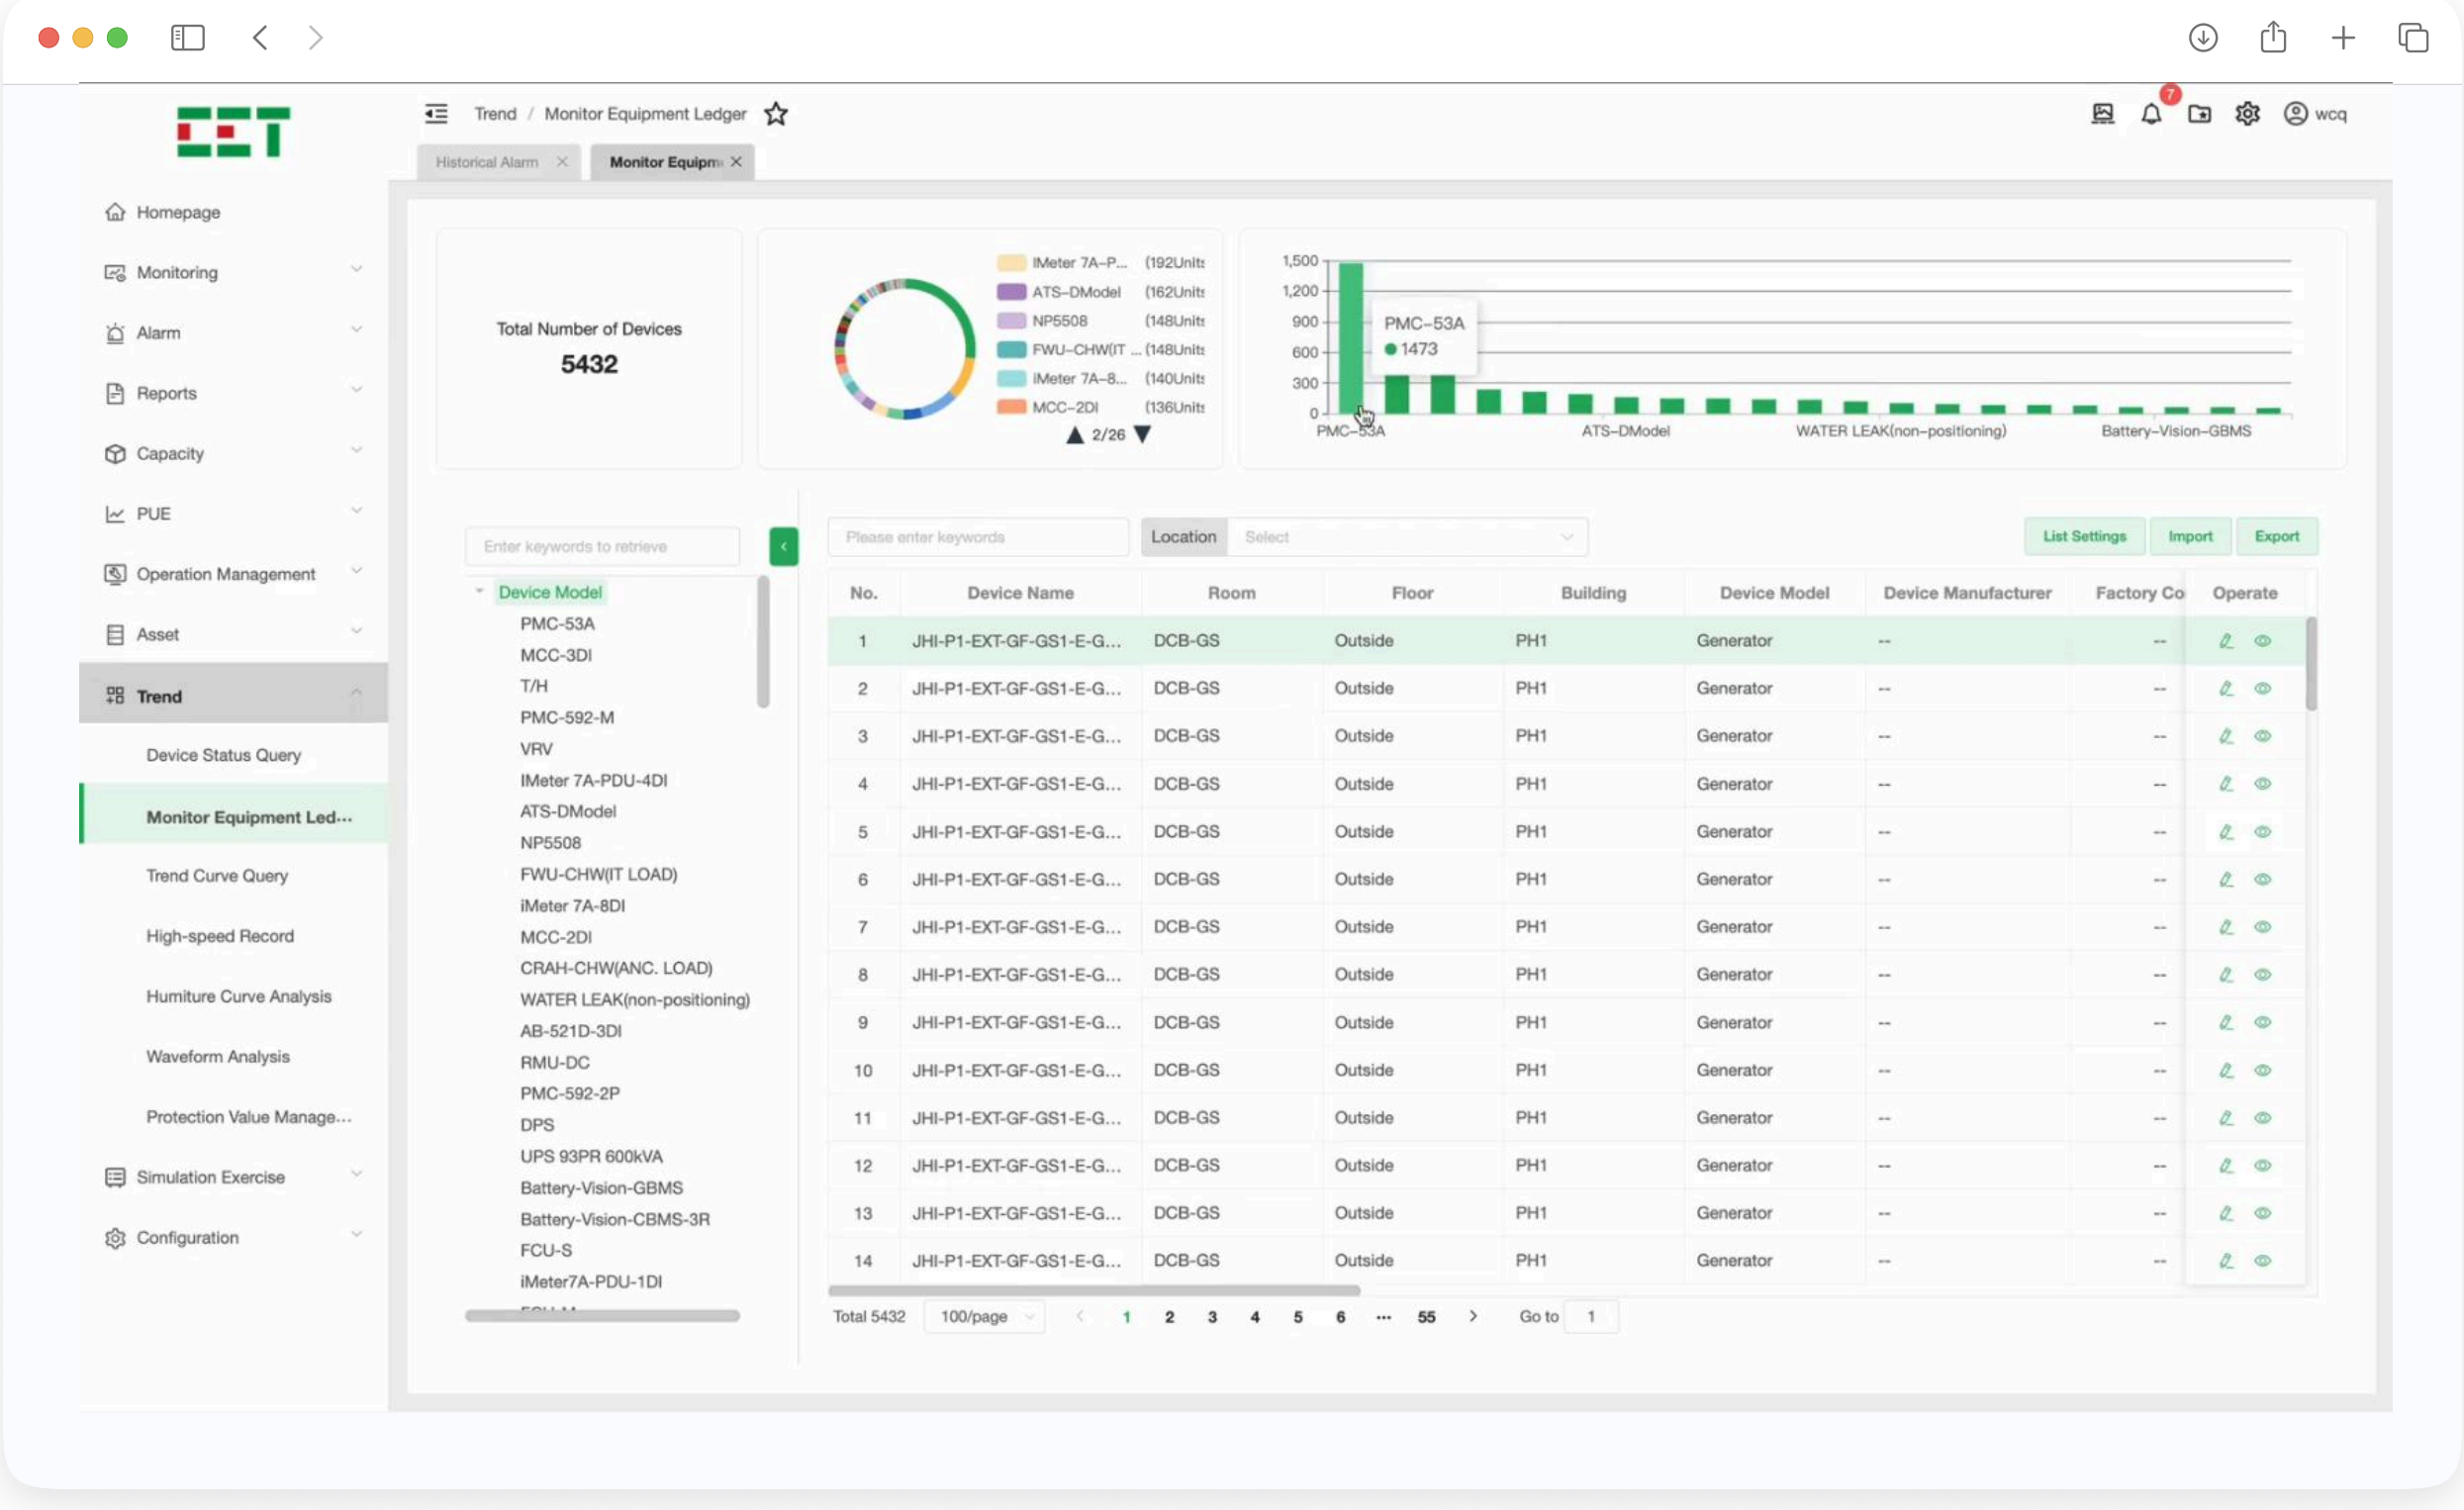 CET
Trend / Monitor Equipment Ledger
7
wcq
Historical Alarm
Monitor Equipm
Homepage
Monitoring
Alarm
Reports
Capacity
PUE
Operation Management
Asset
Trend
Device Status Query
Monitor Equipment Led...
Trend Curve Query
High-speed Record
Humiture Curve Analysis
Waveform Analysis
Protection Value Manage...
Simulation Exercise
Configuration
Total Number of Devices
5432
IMeter 7A-P... (192Units
ATS-DModel (162Units
NP5508 (148Units
FWU-CHW(IT ... (148Units
iMeter 7A-8... (140Units
MCC-2DI (136Units
2/26
1,500
1,200
900
600
300
0
PMC-53A
1473
PMC-53A ATS-DModel WATER LEAK(non-positioning) Battery-Vision-GBMS
Enter keywords to retrieve
Device Model
PMC-53A
MCC-3DI
T/H
PMC-592-M
VRV
IMeter 7A-PDU-4DI
ATS-DModel
NP5508
FWU-CHW(IT LOAD)
iMeter 7A-8DI
MCC-2DI
CRAH-CHW(ANC. LOAD)
WATER LEAK(non-positioning)
AB-521D-3DI
RMU-DC
PMC-592-2P
DPS
UPS 93PR 600kVA
Battery-Vision-GBMS
Battery-Vision-CBMS-3R
FCU-S
iMeter7A-PDU-1DI
Please enter keywords
Location Select
List Settings Import Export
No. Device Name Room Floor Building Device Model Device Manufacturer Factory Co Operate
1 JHI-P1-EXT-GF-GS1-E-G... DCB-GS Outside PH1 Generator -- --
2 JHI-P1-EXT-GF-GS1-E-G... DCB-GS Outside PH1 Generator -- --
3 JHI-P1-EXT-GF-GS1-E-G... DCB-GS Outside PH1 Generator -- --
4 JHI-P1-EXT-GF-GS1-E-G... DCB-GS Outside PH1 Generator -- --
5 JHI-P1-EXT-GF-GS1-E-G... DCB-GS Outside PH1 Generator -- --
6 JHI-P1-EXT-GF-GS1-E-G... DCB-GS Outside PH1 Generator -- --
7 JHI-P1-EXT-GF-GS1-E-G... DCB-GS Outside PH1 Generator -- --
8 JHI-P1-EXT-GF-GS1-E-G... DCB-GS Outside PH1 Generator -- --
9 JHI-P1-EXT-GF-GS1-E-G... DCB-GS Outside PH1 Generator -- --
10 JHI-P1-EXT-GF-GS1-E-G... DCB-GS Outside PH1 Generator -- --
11 JHI-P1-EXT-GF-GS1-E-G... DCB-GS Outside PH1 Generator -- --
12 JHI-P1-EXT-GF-GS1-E-G... DCB-GS Outside PH1 Generator -- --
13 JHI-P1-EXT-GF-GS1-E-G... DCB-GS Outside PH1 Generator -- --
14 JHI-P1-EXT-GF-GS1-E-G... DCB-GS Outside PH1 Generator -- --
Total 5432 100/page 1 2 3 4 5 6 ... 55 Go to 1